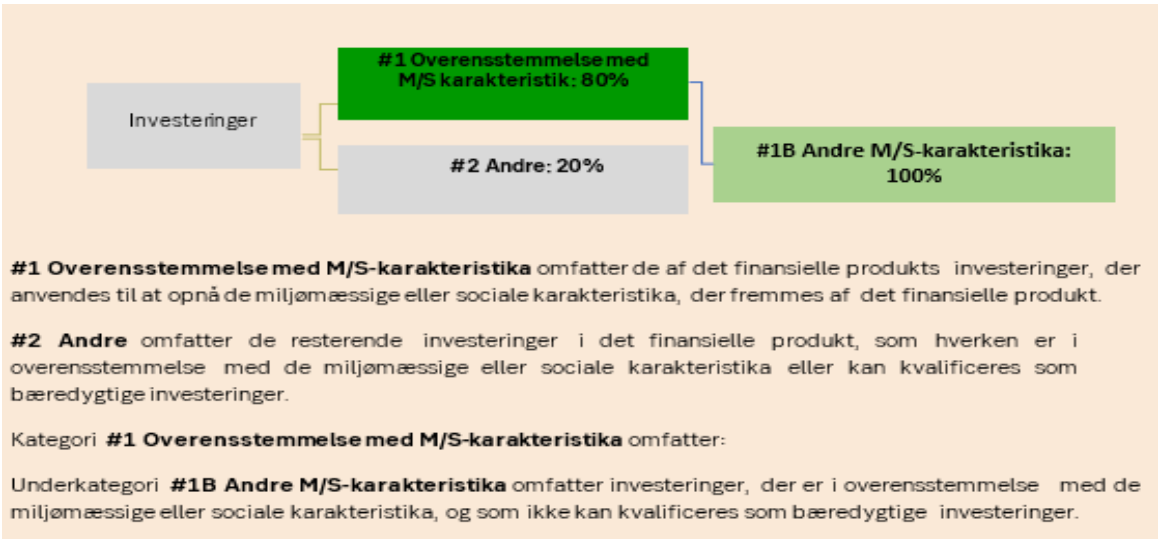 #1 Overensstemmelse med
M/S karakteristik: 80%
Investeringer
#2 Andre: 20%
#1B Andre M/S-karakteristika:
100%
#1 Overensstemmelse med M/S-karakteristika omfatter de af det finansielle produkts investeringer, der
anvendes til at opnå de miljømæssige eller sociale karakteristika, der fremmes af det finansielle produkt.
#2 Andre omfatter de resterende investeringer i det finansielle produkt, som hverken er i
overensstemmelse med de miljømæssige eller sociale karakteristika eller kan kvalificeres som
bæredygtige investeringer.
Kategori #1 Overensstemmelse med M/S-karakteristika omfatter:
Underkategori #1B Andre M/S-karakteristika omfatter investeringer, der er i overensstemmelse med de
miljømæssige eller sociale karakteristika, og som ikke kan kvalificeres som bæredygtige investeringer.